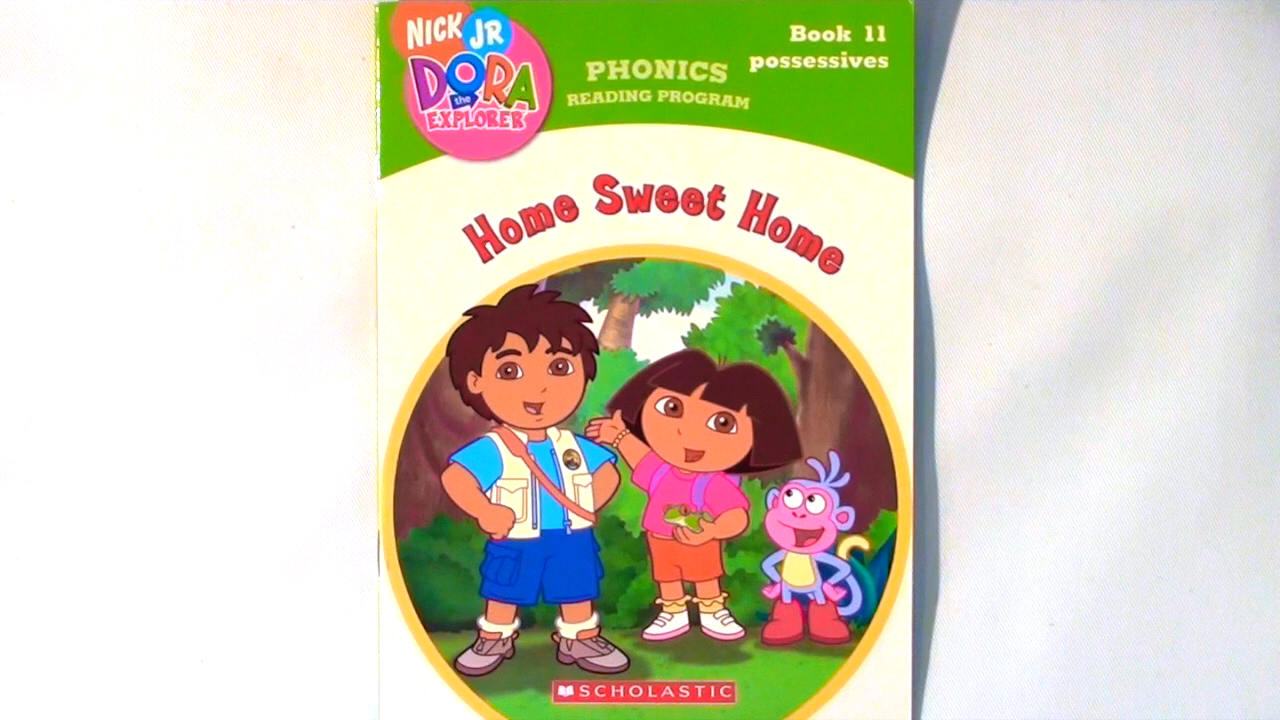 NICK JR
DORA
the
EXPLORER
PHONICS
READING PROGRAM
Book 11
possessives
Home Sweet Home
SCHOLASTIC